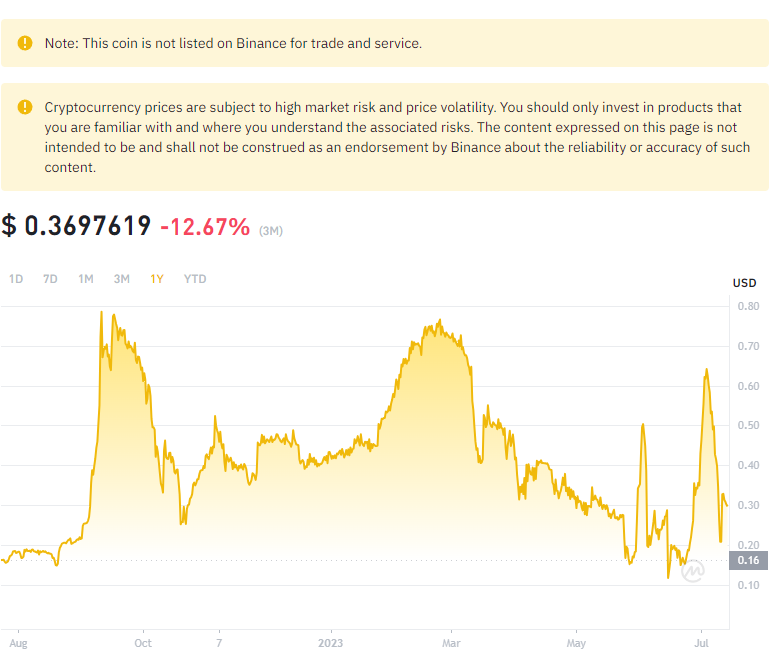 Note: This coin is not listed on Binance for trade and service.
Cryptocurrency prices are subject to high market risk and price volatility. You should only invest in products that
you are familiar with and where you understand the associated risks. The content expressed on this page is not
intended to be and shall not be construed as an endorsement by Binance about the reliability or accuracy of such
content.
$ 0.3697619 -12.67% (3M)
1D 7D 1M 3M 1Y YTD
USD
0.80
0.70
0.60
0.50
0.40
0.30
0.20
0.16
0.10
Aug Oct 7 2023 Mar May Jul